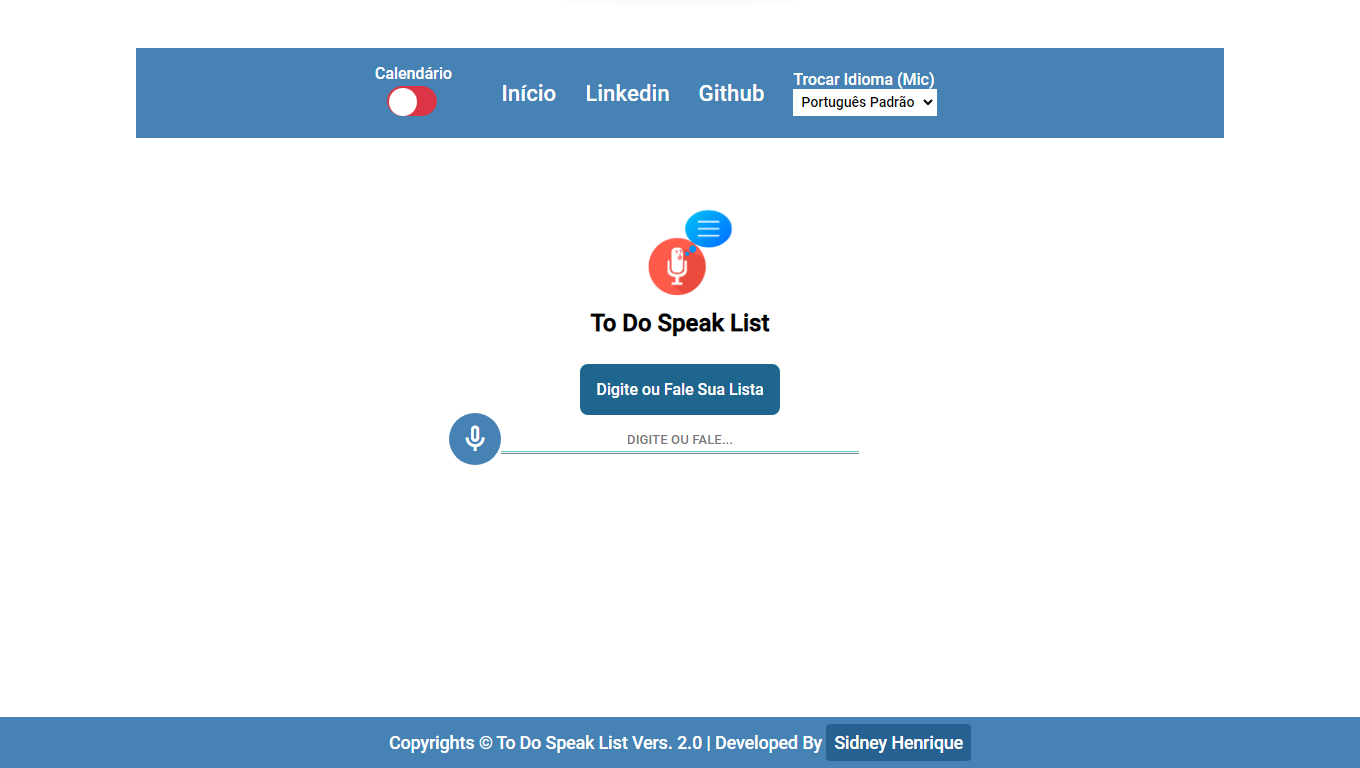 Calendário
Início
Linkedin
Github
Trocar Idioma (Mic)
Português Padrão
To Do Speak List
Digite ou Fale Sua Lista
DIGITE OU FALE...
Copyrights © To Do Speak List Vers. 2.0 | Developed By Sidney Henrique